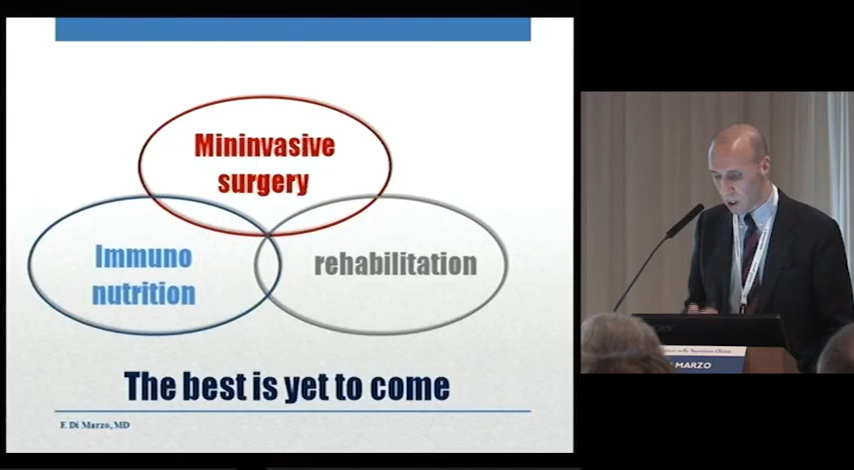 Mininvasive
surgery
Immuno
nutrition
rehabilitation
The best is yet to come
F. Di Marzo, MD
MARZO